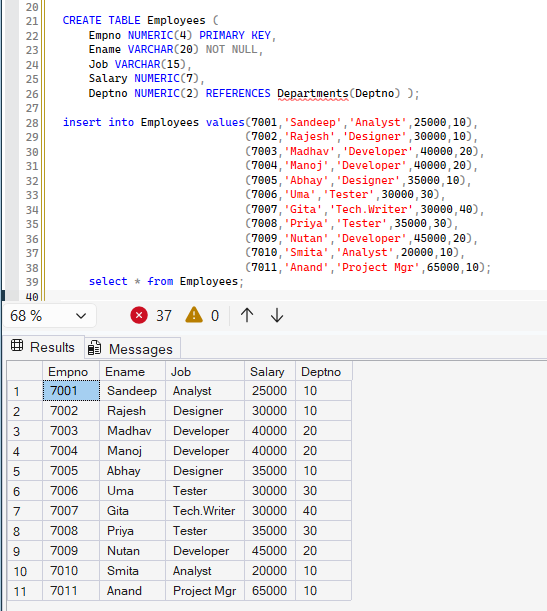 20
21 CREATE TABLE Employees (
22 Empno NUMERIC(4) PRIMARY KEY,
23 Ename VARCHAR(20) NOT NULL,
24 Job VARCHAR(15),
25 Salary NUMERIC(7),
26 Deptno NUMERIC(2) REFERENCES Departments(Deptno) );
27
28 insert into Employees values(7001,'Sandeep','Analyst',25000,10),
29 (7002,'Rajesh','Designer',30000,10),
30 (7003,'Madhav','Developer',40000,20),
31 (7004,'Manoj','Developer',40000,20),
32 (7005,'Abhay','Designer',35000,10),
33 (7006,'Uma','Tester',30000,30),
34 (7007,'Gita','Tech.Writer',30000,40),
35 (7008,'Priya','Tester',35000,30),
36 (7009,'Nutan','Developer',45000,20),
37 (7010,'Smita','Analyst',20000,10),
38 (7011,'Anand','Project Mgr',65000,10);
39 select * from Employees;
40
68 % 37 0
Results Messages
Empno Ename Job Salary Deptno
1 7001 Sandeep Analyst 25000 10
2 7002 Rajesh Designer 30000 10
3 7003 Madhav Developer 40000 20
4 7004 Manoj Developer 40000 20
5 7005 Abhay Designer 35000 10
6 7006 Uma Tester 30000 30
7 7007 Gita Tech.Writer 30000 40
8 7008 Priya Tester 35000 30
9 7009 Nutan Developer 45000 20
10 7010 Smita Analyst 20000 10
11 7011 Anand Project Mgr 65000 10